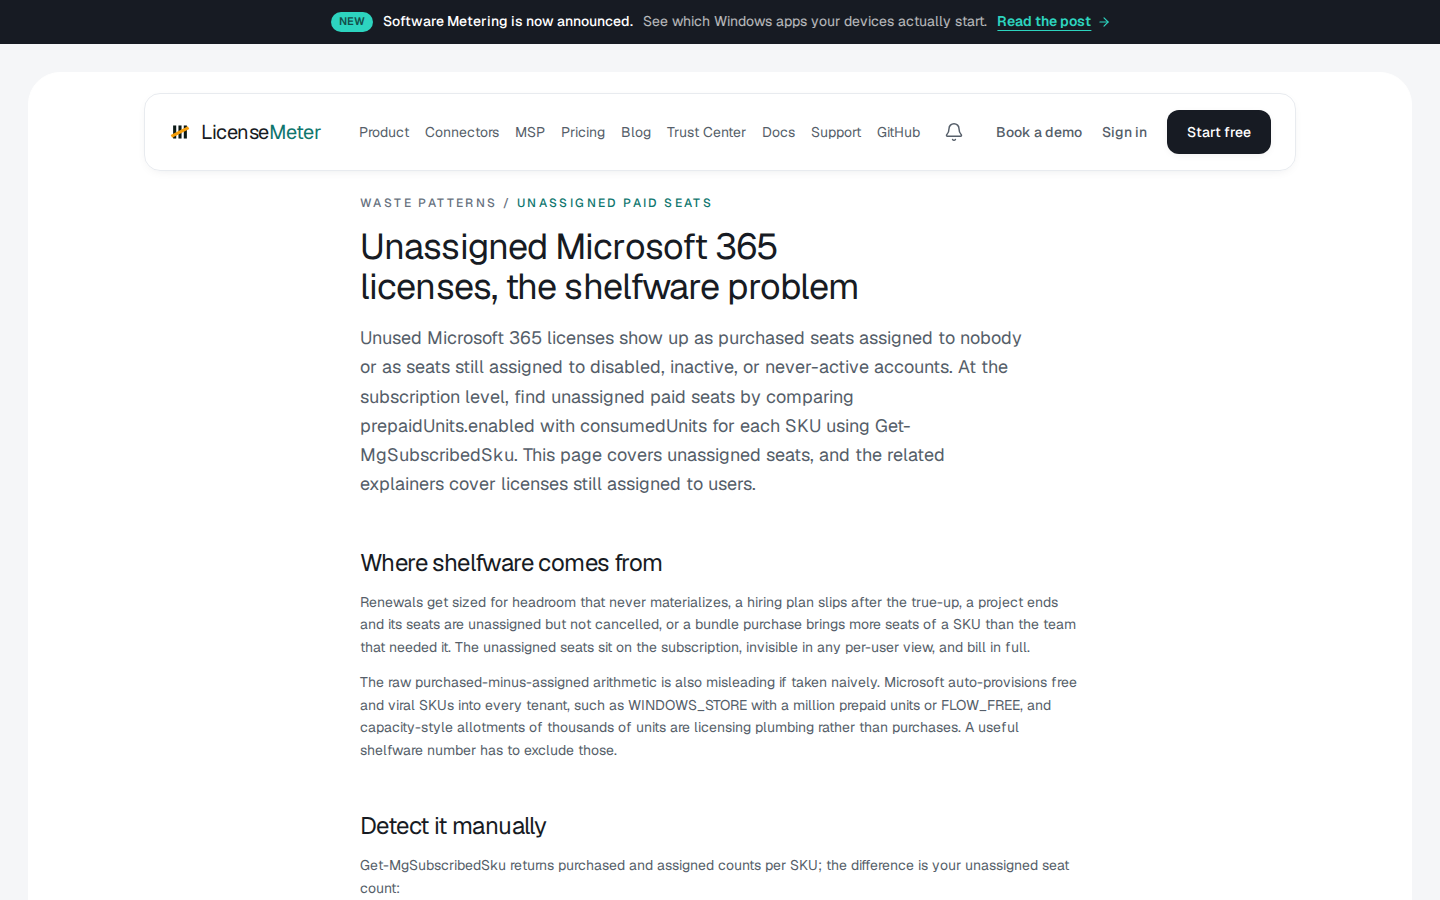 NEW Software Metering is now announced. See which Windows apps your devices actually start. Read the post →
LicenseMeter Product Connectors MSP Pricing Blog Trust Center Docs Support GitHub Book a demo Sign in Start free
WASTE PATTERNS / UNASSIGNED PAID SEATS
Unassigned Microsoft 365
licenses, the shelfware problem
Unused Microsoft 365 licenses show up as purchased seats assigned to nobody
or as seats still assigned to disabled, inactive, or never-active accounts. At the
subscription level, find unassigned paid seats by comparing
prepaidUnits.enabled with consumedUnits for each SKU using Get-
MgSubscribedSku. This page covers unassigned seats, and the related
explainers cover licenses still assigned to users.
Where shelfware comes from
Renewals get sized for headroom that never materializes, a hiring plan slips after the true-up, a project ends
and its seats are unassigned but not cancelled, or a bundle purchase brings more seats of a SKU than the team
that needed it. The unassigned seats sit on the subscription, invisible in any per-user view, and bill in full.
The raw purchased-minus-assigned arithmetic is also misleading if taken naively. Microsoft auto-provisions free
and viral SKUs into every tenant, such as WINDOWS_STORE with a million prepaid units or FLOW_FREE, and
capacity-style allotments of thousands of units are licensing plumbing rather than purchases. A useful
shelfware number has to exclude those.
Detect it manually
Get-MgSubscribedSku returns purchased and assigned counts per SKU; the difference is your unassigned seat
count: